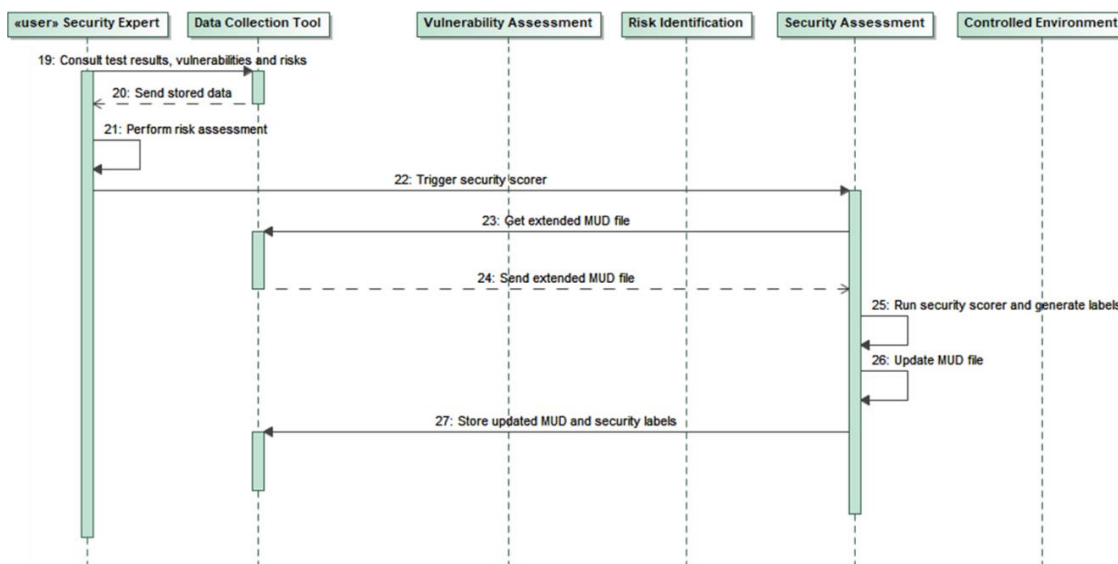 «user» Security Expert
Data Collection Tool
Vulnerability Assessment
Risk Identification
Security Assessment
Controlled Environment
19: Consult test results, vulnerabilities and risks
20: Send stored data
21: Perform risk assessment
22: Trigger security scorer
23: Get extended MUD file
24: Send extended MUD file
25: Run security scorer and generate labels
26: Update MUD file
27: Store updated MUD and security labels